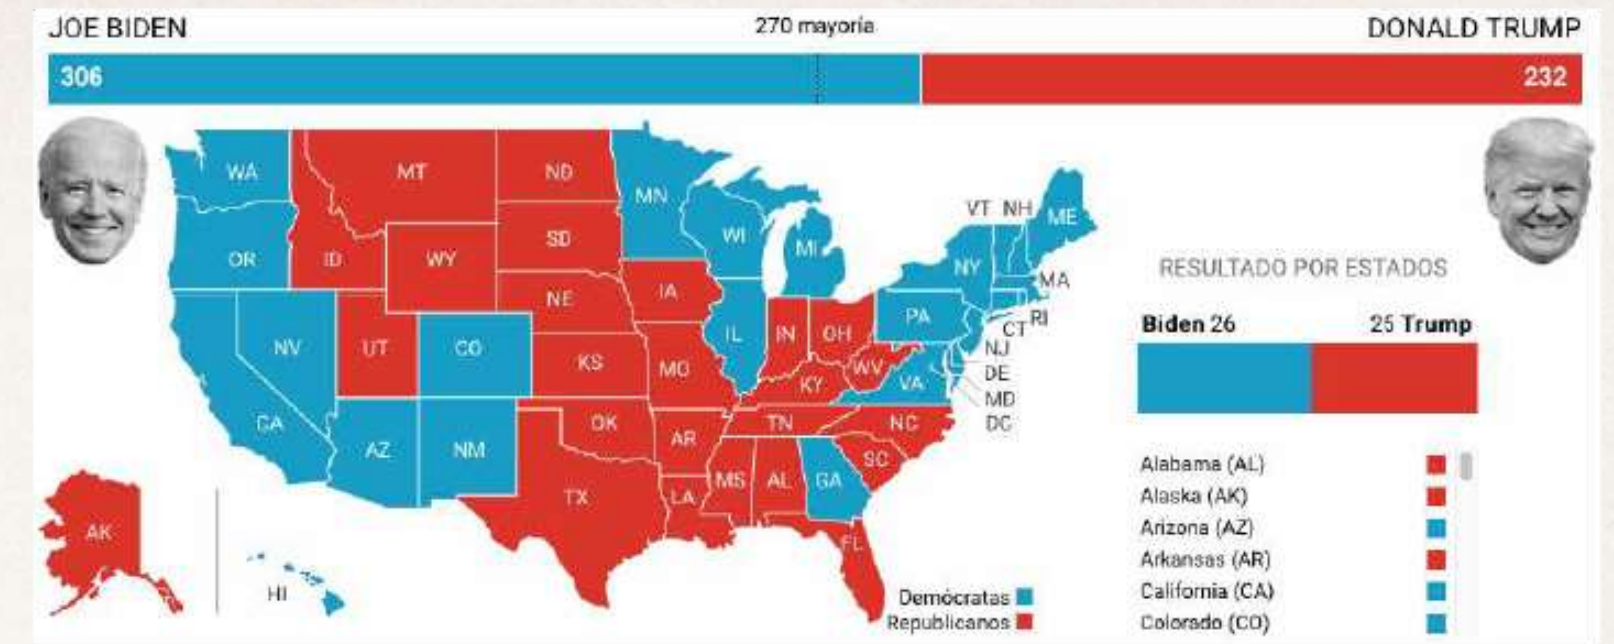 JOE BIDEN
270 mayoría
DONALD TRUMP
306
232
WA
MT
ND
MN
VT
NH
ME
OR
ID
WY
SD
WI
MI
NY
MA
RESULTADO POR ESTADOS
NE
IA
PA
RI
CT
Biden 26
25 Trump
NV
UT
CO
KS
MO
IL
IN
OH
WV
KY
VA
NJ
DE
MD
DC
CA
AZ
NM
OK
AR
TN
NC
SC
TX
LA
MS
AL
GA
FL
AK
HI
Alabama (AL)
Alaska (AK)
Arizona (AZ)
Arkansas (AR)
California (CA)
Colorado (CO)
Demócratas
Republicanos